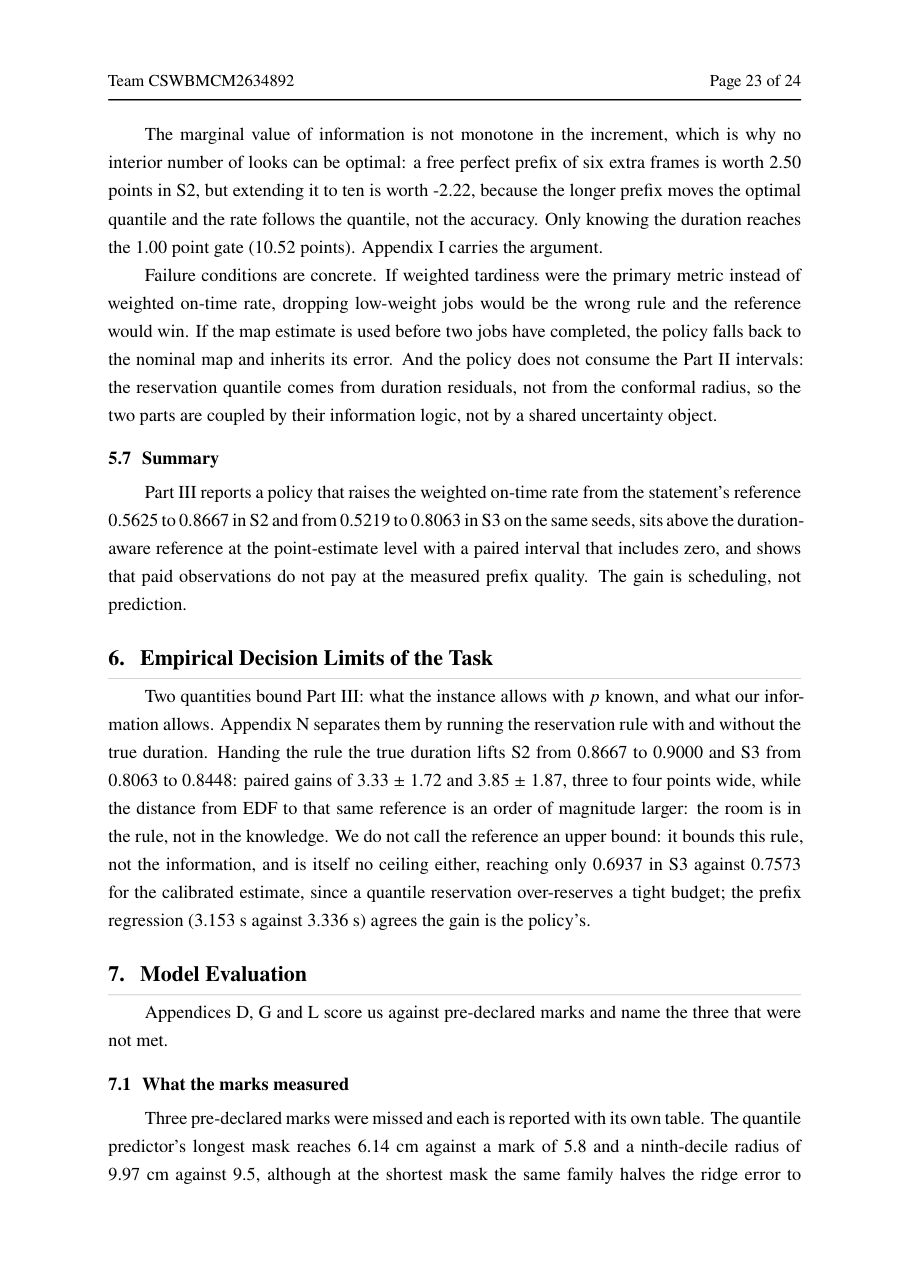 Team CSWBMCM2634892 Page 23 of 24
The marginal value of information is not monotone in the increment, which is why no
interior number of looks can be optimal: a free perfect prefix of six extra frames is worth 2.50
points in S2, but extending it to ten is worth -2.22, because the longer prefix moves the optimal
quantile and the rate follows the quantile, not the accuracy. Only knowing the duration reaches
the 1.00 point gate (10.52 points). Appendix I carries the argument.
Failure conditions are concrete. If weighted tardiness were the primary metric instead of
weighted on-time rate, dropping low-weight jobs would be the wrong rule and the reference
would win. If the map estimate is used before two jobs have completed, the policy falls back to
the nominal map and inherits its error. And the policy does not consume the Part II intervals:
the reservation quantile comes from duration residuals, not from the conformal radius, so the
two parts are coupled by their information logic, not by a shared uncertainty object.
5.7 Summary
Part III reports a policy that raises the weighted on-time rate from the statement's reference
0.5625 to 0.8667 in S2 and from 0.5219 to 0.8063 in S3 on the same seeds, sits above the duration-
aware reference at the point-estimate level with a paired interval that includes zero, and shows
that paid observations do not pay at the measured prefix quality. The gain is scheduling, not
prediction.
6. Empirical Decision Limits of the Task
Two quantities bound Part III: what the instance allows with p known, and what our infor-
mation allows. Appendix N separates them by running the reservation rule with and without the
true duration. Handing the rule the true duration lifts S2 from 0.8667 to 0.9000 and S3 from
0.8063 to 0.8448: paired gains of 3.33 ± 1.72 and 3.85 ± 1.87, three to four points wide, while
the distance from EDF to that same reference is an order of magnitude larger: the room is in
the rule, not in the knowledge. We do not call the reference an upper bound: it bounds this rule,
not the information, and is itself no ceiling either, reaching only 0.6937 in S3 against 0.7573
for the calibrated estimate, since a quantile reservation over-reserves a tight budget; the prefix
regression (3.153 s against 3.336 s) agrees the gain is the policy's.
7. Model Evaluation
Appendices D, G and L score us against pre-declared marks and name the three that were
not met.
7.1 What the marks measured
Three pre-declared marks were missed and each is reported with its own table. The quantile
predictor's longest mask reaches 6.14 cm against a mark of 5.8 and a ninth-decile radius of
9.97 cm against 9.5, although at the shortest mask the same family halves the ridge error to